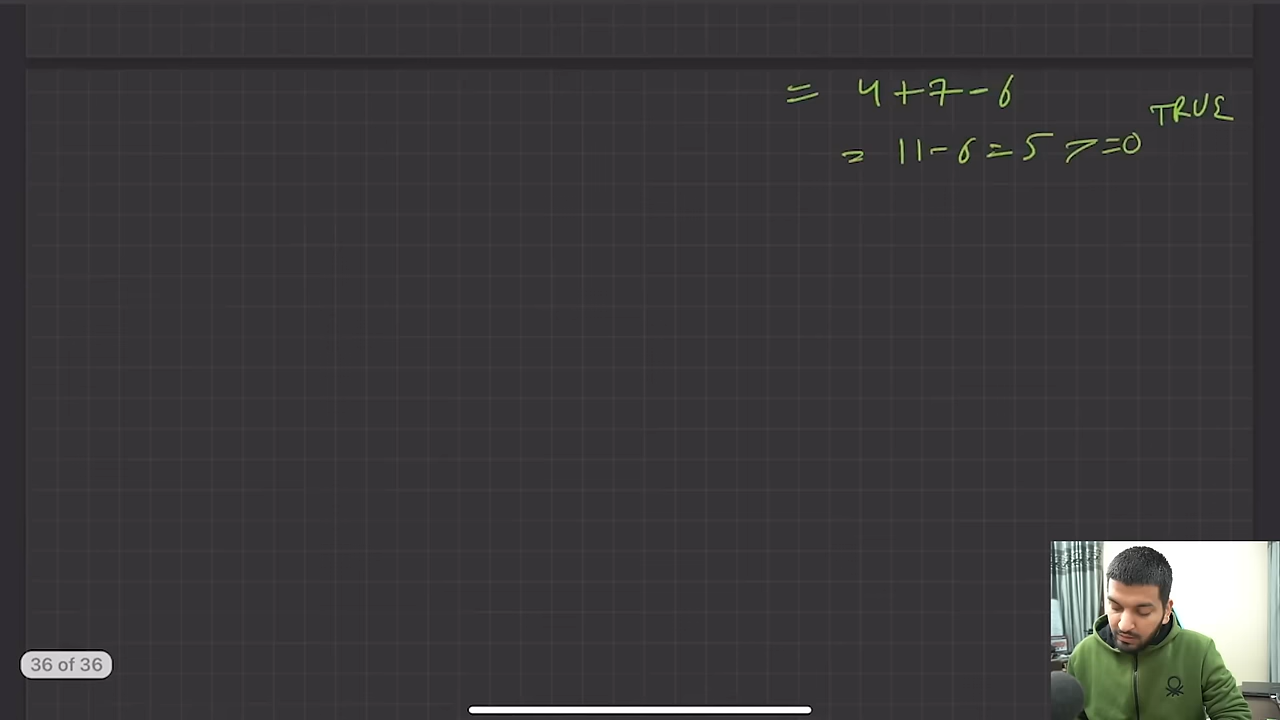 = 4+7-6
TRUE
= 11-6=5 >=0
36 of 36